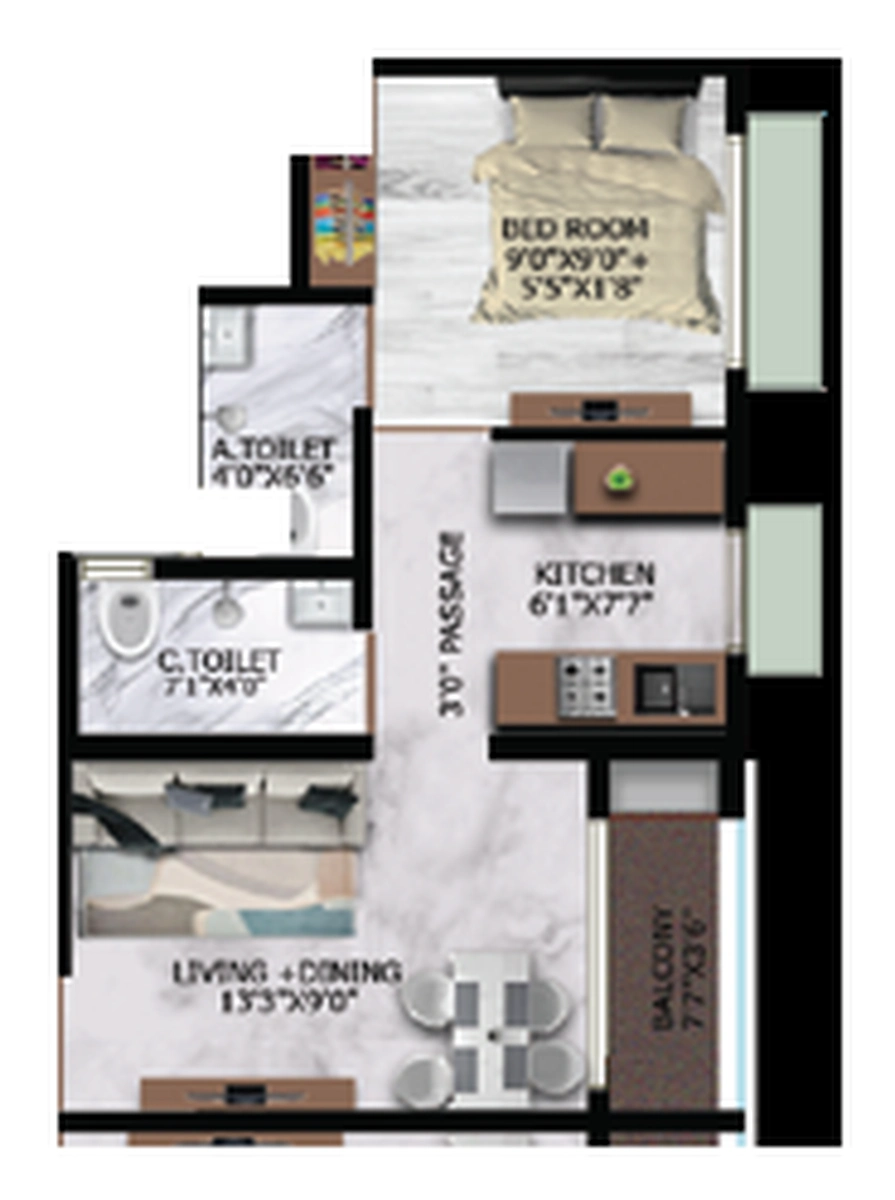 BED ROOM
9'0"X9'0"+
5'5"X1'8"
A.TOILET
4'0"X6'6"
3'0" PASSAGE
KITCHEN
6'1"X7'7"
C.TOILET
7'1"X4'0"
LIVING +DINING
13'3"X9'0"
BALCONY
7'7"X3'6"